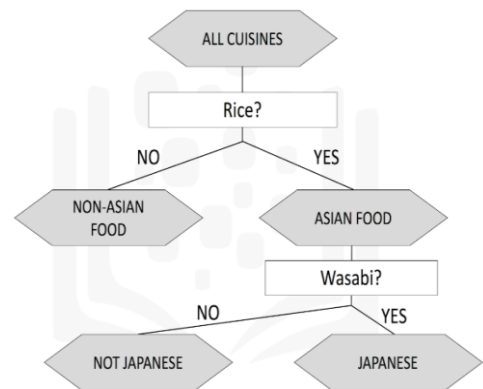 ALL CUISINES
Rice?
NO
YES
NON-ASIAN
FOOD
ASIAN FOOD
Wasabi?
NO
YES
NOT JAPANESE
JAPANESE